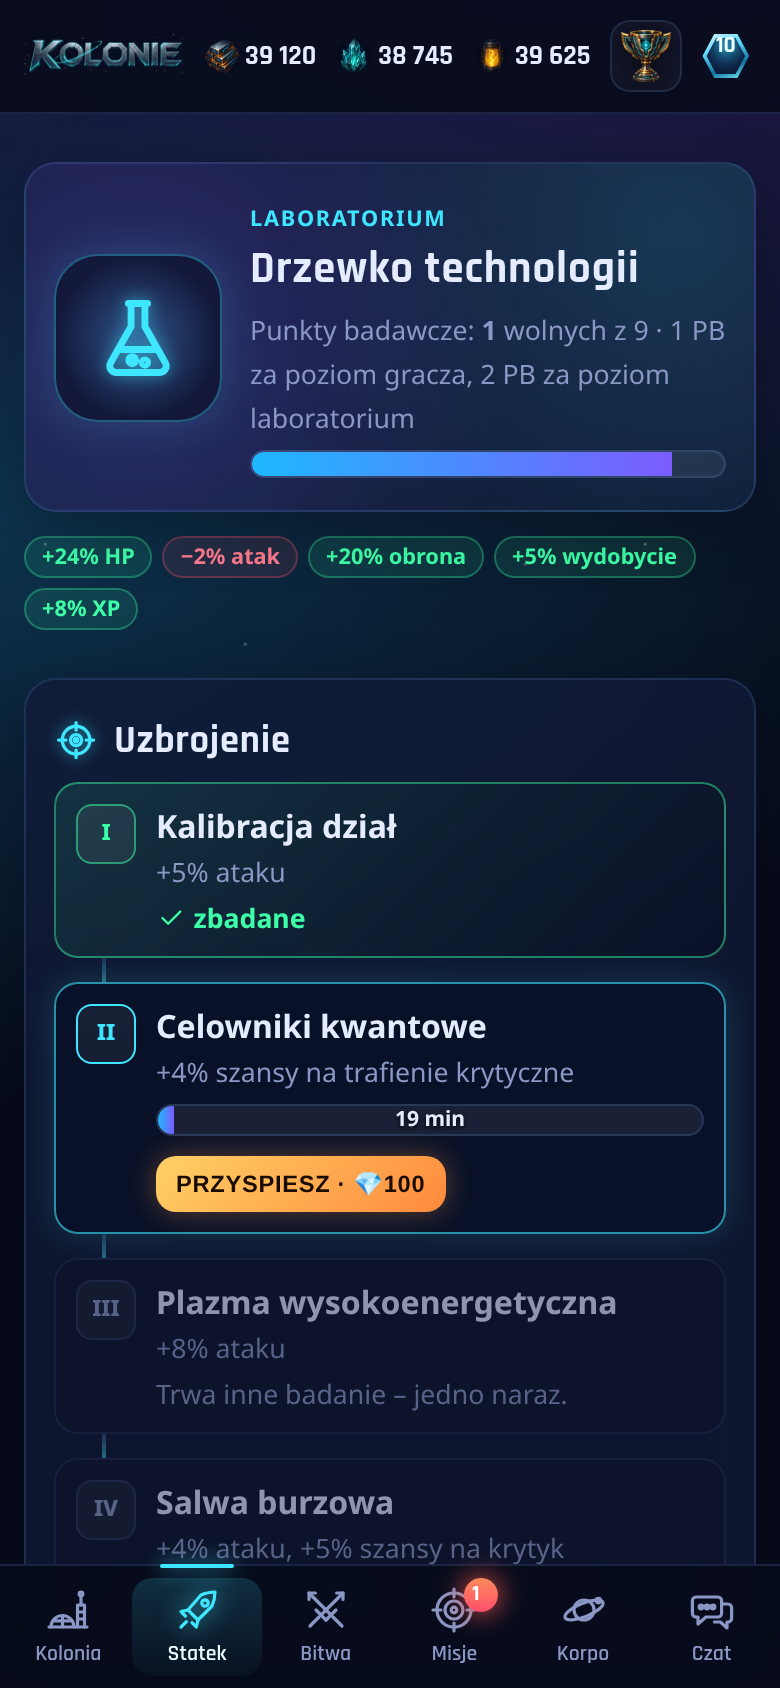 KOLONIE 39 120 38 745 39 625 10
LABORATORIUM
Drzewko technologii
Punkty badawcze: 1 wolnych z 9 · 1 PB
za poziom gracza, 2 PB za poziom
laboratorium
+24% HP −2% atak +20% obrona +5% wydobycie
+8% XP
Uzbrojenie
I Kalibracja dział
+5% ataku
✓ zbadane
II Celowniki kwantowe
+4% szansy na trafienie krytyczne
19 min
PRZYSPIESZ · 💎100
III Plazma wysokoenergetyczna
+8% ataku
Trwa inne badanie – jedno naraz.
IV Salwa burzowa
+4% ataku, +5% szansy na krytyk
1
Kolonia Statek Bitwa Misje Korpo Czat